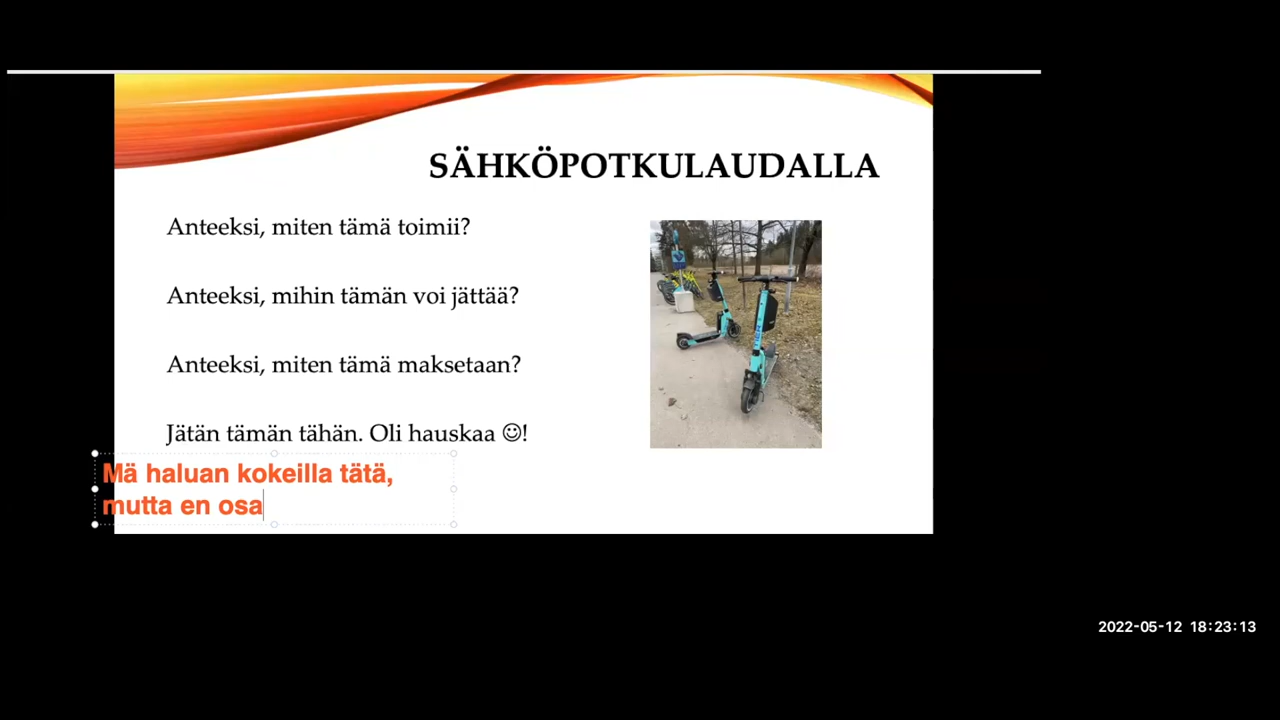 SÄHKÖPOTKULAUDALLA
Anteeksi, miten tämä toimii?
Anteeksi, mihin tämän voi jättää?
Anteeksi, miten tämä maksetaan?
Jätän tämän tähän. Oli hauskaa ☺!
Mä haluan kokeilla tätä,
mutta en osa
2022-05-12 18:23:13